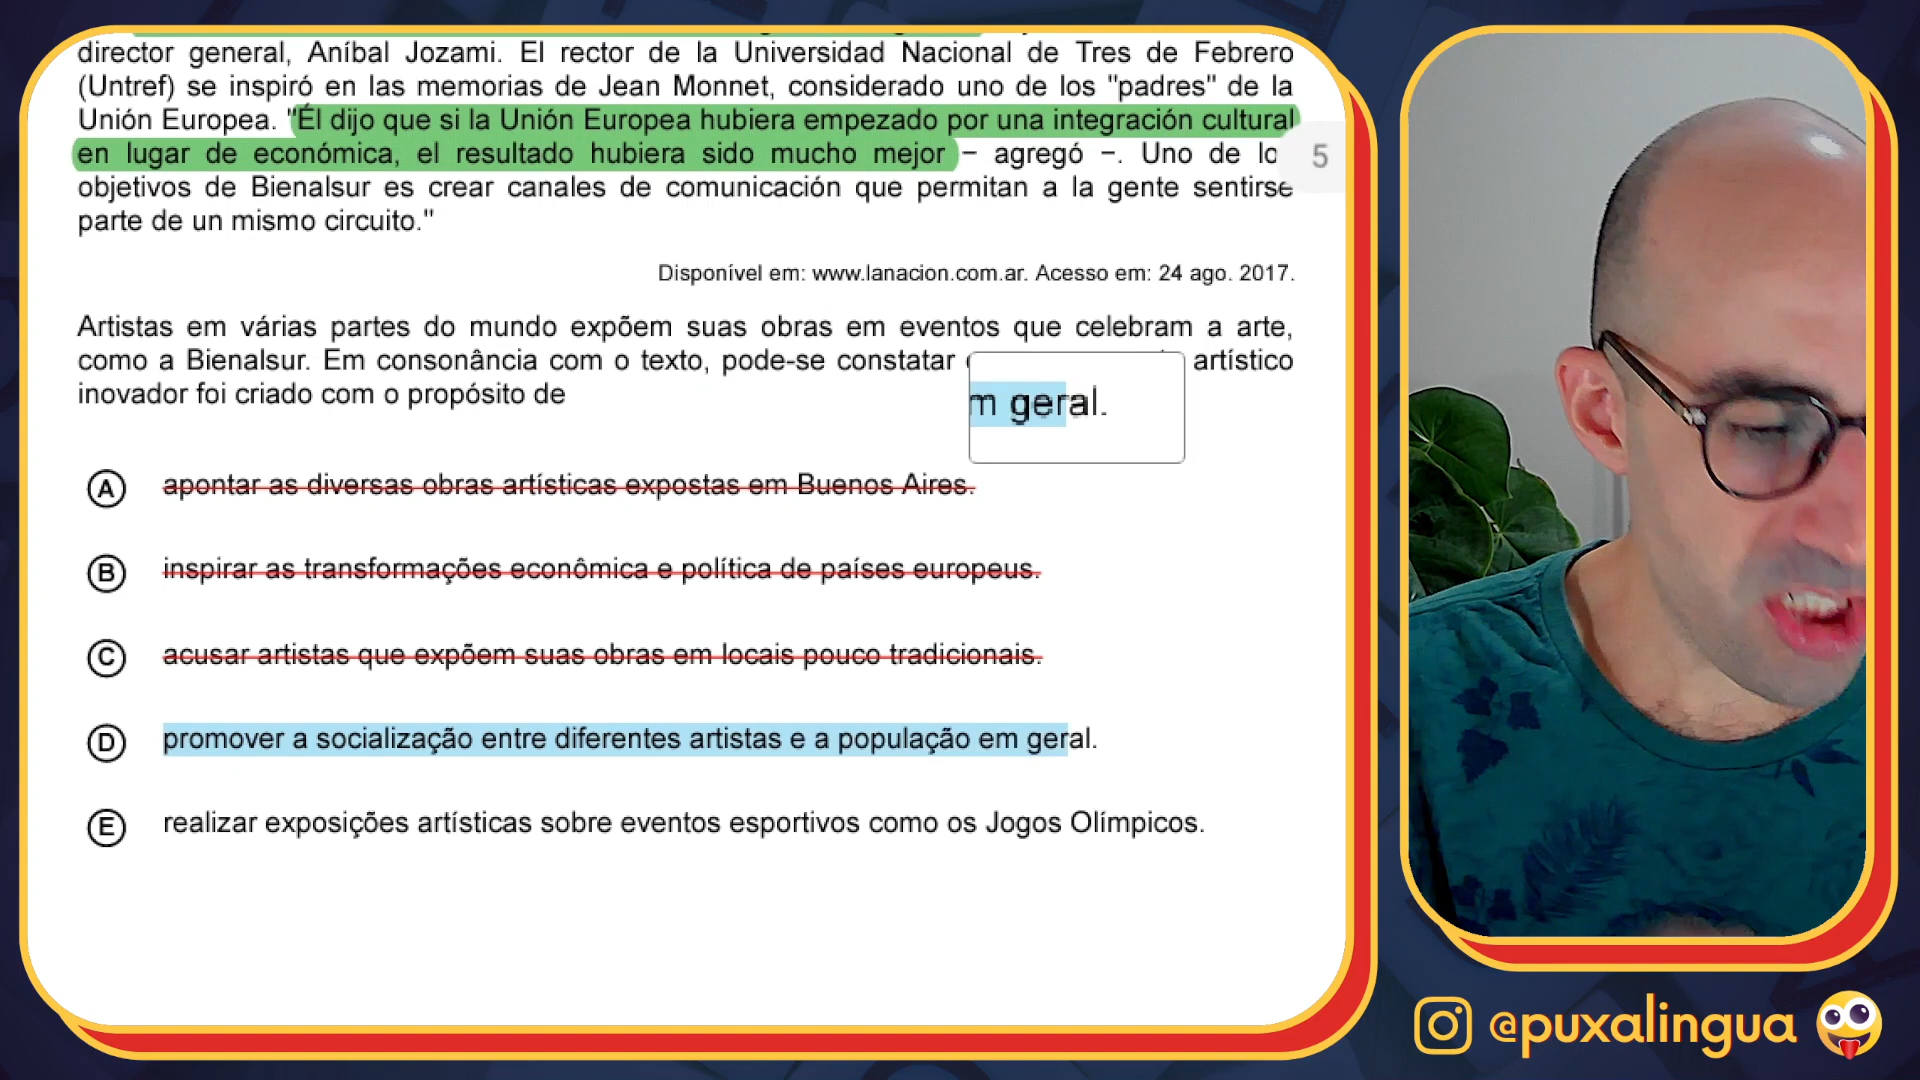 director general, Aníbal Jozami. El rector de la Universidad Nacional de Tres de Febrero
(Untref) se inspiró en las memorias de Jean Monnet, considerado uno de los "padres" de la
Unión Europea. "Él dijo que si la Unión Europea hubiera empezado por una integración cultural
en lugar de económica, el resultado hubiera sido mucho mejor − agregó −. Uno de lo
5
objetivos de Bienalsur es crear canales de comunicación que permitan a la gente sentirse
parte de un mismo circuito."
Disponível em: www.lanacion.com.ar. Acesso em: 24 ago. 2017.
Artistas em várias partes do mundo expõem suas obras em eventos que celebram a arte,
como a Bienalsur. Em consonância com o texto, pode-se constatar artístico
inovador foi criado com o propósito de
m geral.
A apontar as diversas obras artísticas expostas em Buenos Aires.
B inspirar as transformações econômica e política de países europeus.
C acusar artistas que expõem suas obras em locais pouco tradicionais.
D promover a socialização entre diferentes artistas e a população em geral.
E realizar exposições artísticas sobre eventos esportivos como os Jogos Olímpicos.
@puxalingua